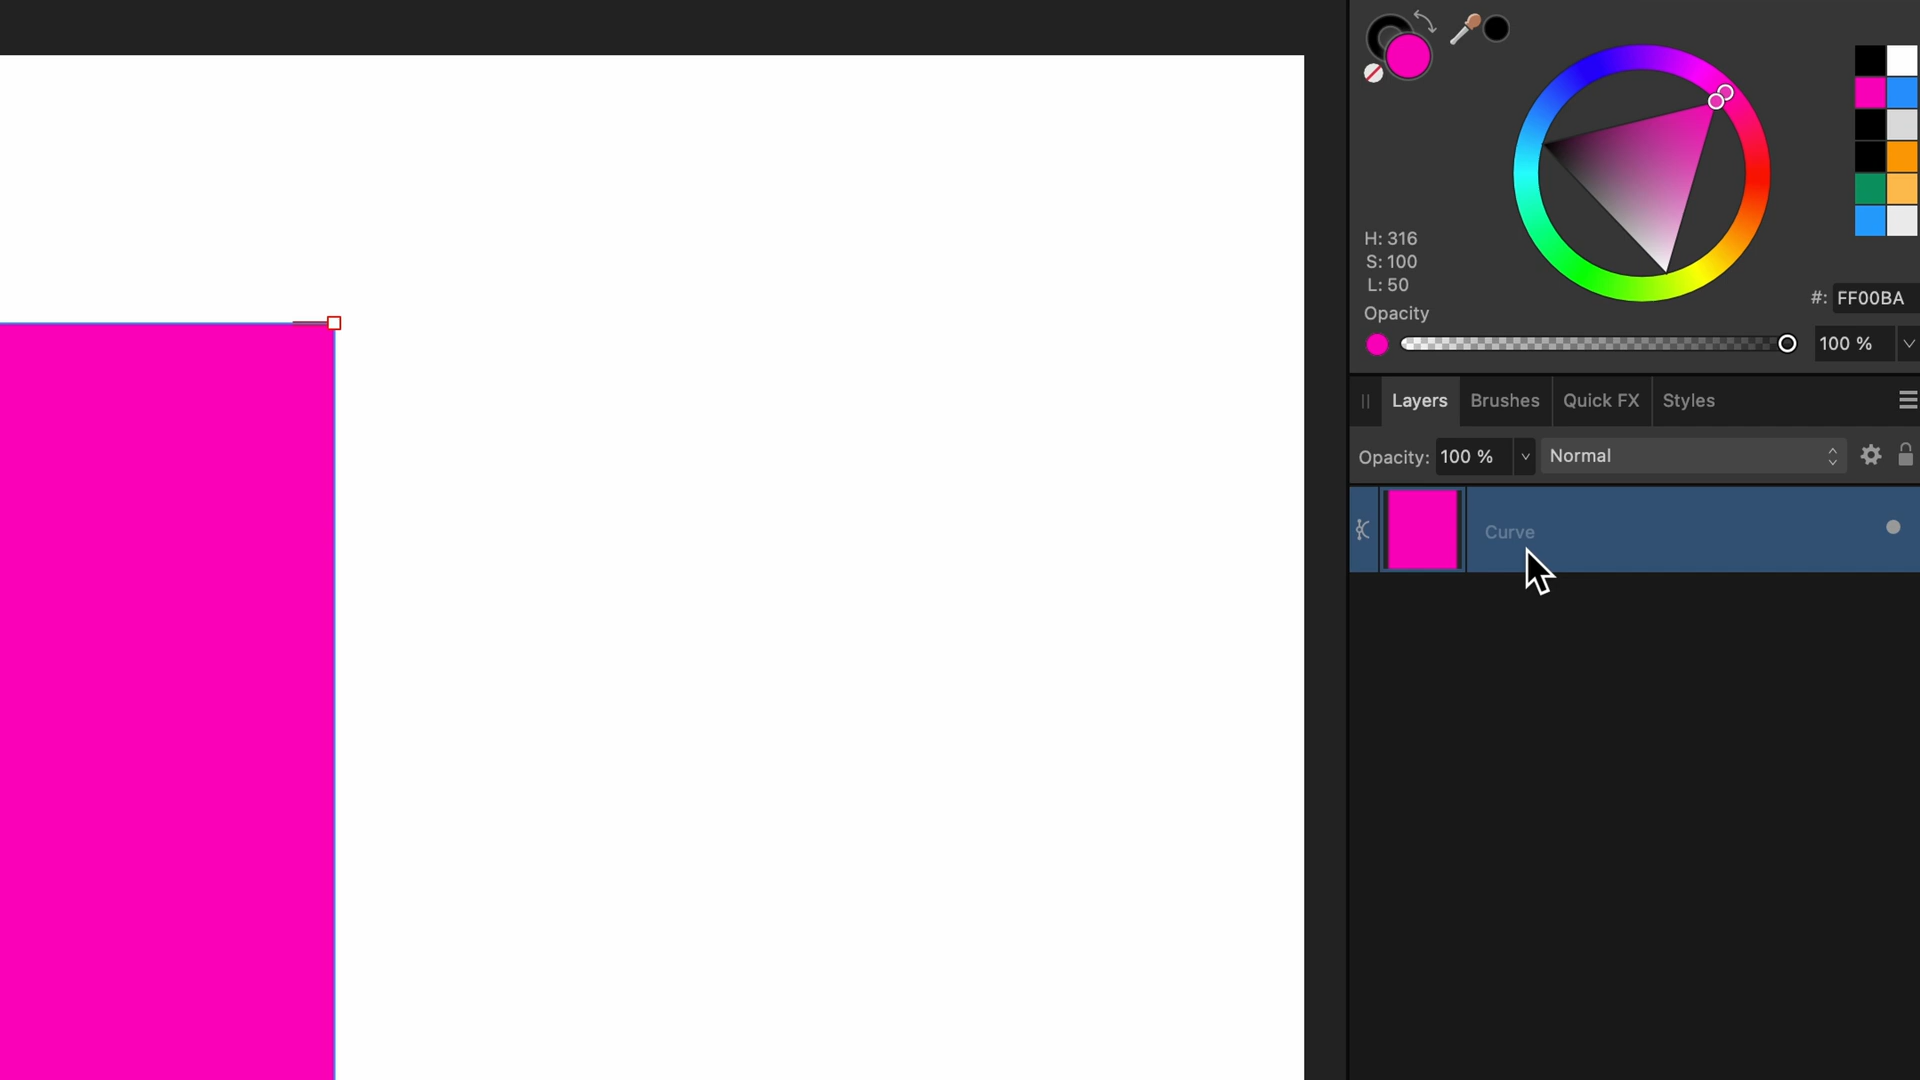 H: 316
S: 100
L: 50
#: FF00BA
Opacity
100 %
Layers Brushes Quick FX Styles
Opacity: 100 % Normal
Curve